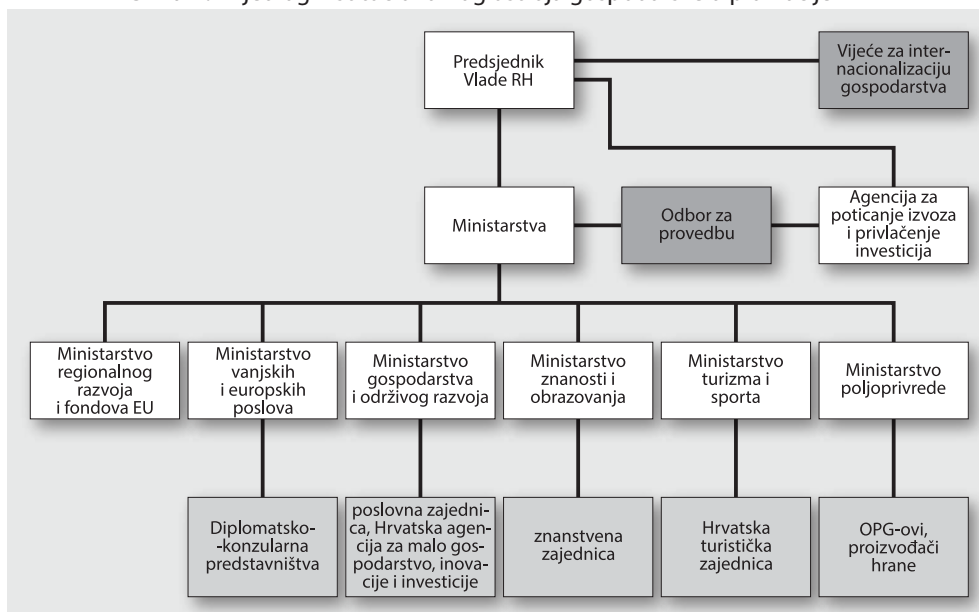 Predsjednik
Vlade RH
Vijeće za inter-
nacionalizaciju
gospodarstva
Ministarstva
Odbor za
provedbu
Agencija za
poticanje izvoza
i privlačenje
investicija
Ministarstvo
regionalnog
razvoja
i fondova EU
Ministarstvo
vanjskih
i europskih
poslova
Ministarstvo
gospodarstva
i održivog razvoja
Ministarstvo
znanosti i
obrazovanja
Ministarstvo
turizma i
sporta
Ministarstvo
poljoprivrede
Diplomatsko-
-konzularna
predstavništva
poslovna zajedni-
ca, Hrvatska agen-
cija za malo gos-
podarstvo, inova-
cije i investicije
znanstvena
zajednica
Hrvatska
turistička
zajednica
OPG-ovi,
proizvođači
hrane